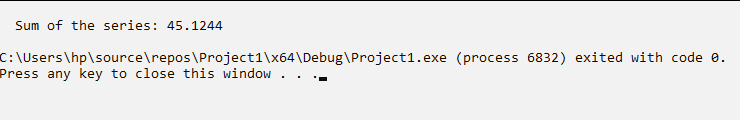 Sum of the series: 45.1244
C:\Users\hp\source\repos\Project1\x64\Debug\Project1.exe (process 6832) exited with code 0.
Press any key to close this window . . .